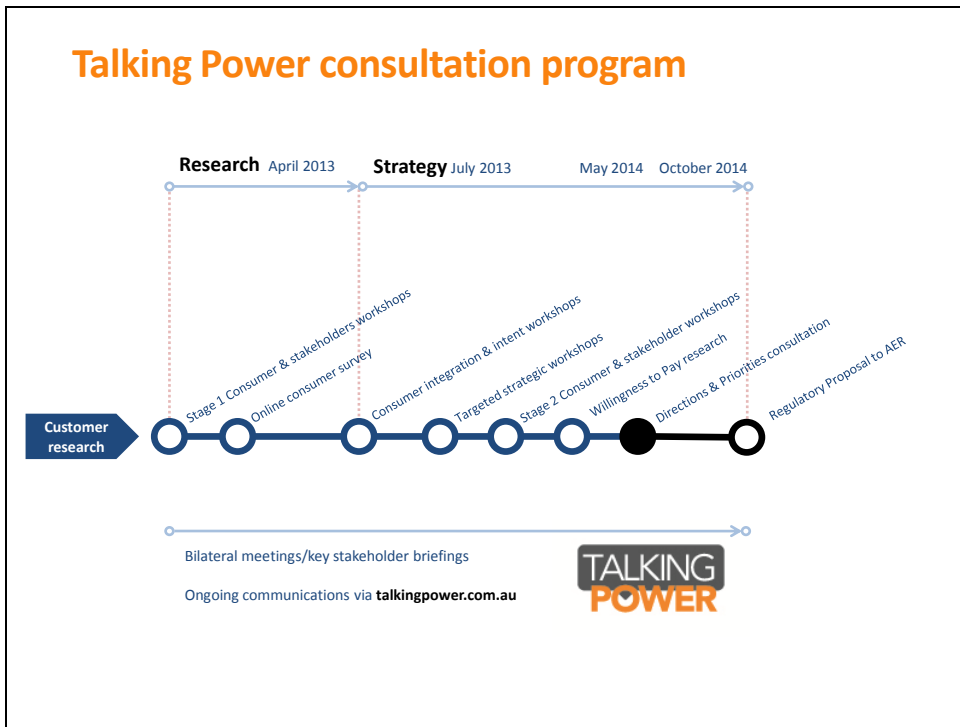 Talking Power consultation program
Research April 2013 Strategy July 2013 May 2014 October 2014
Stage 1 Consumer & stakeholders workshops
Online consumer survey
Consumer integration & intent workshops
Targeted strategic workshops
Stage 2 Consumer & stakeholder workshops
Willingness to Pay research
Directions & Priorities consultation
Regulatory Proposal to AER
Customer
research
Bilateral meetings/key stakeholder briefings
Ongoing communications via talkingpower.com.au
TALKING
POWER